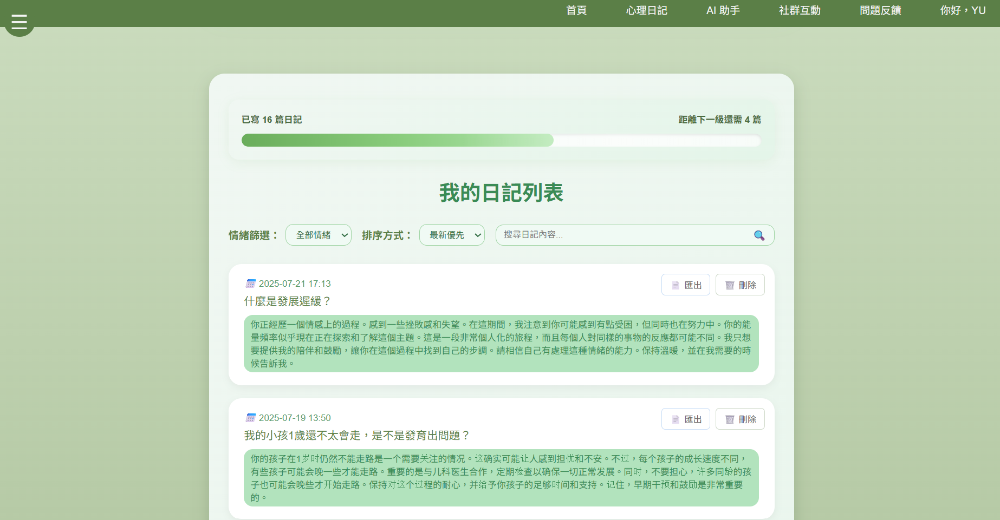 首頁 心理日記 AI 助手 社群互動 問題反饋 你好，YU
已寫 16 篇日記 距離下一級還需 4 篇
我的日記列表
情緒篩選： 全部情緒 排序方式： 最新優先 搜尋日記內容...
2025-07-21 17:13 匯出 刪除
什麼是發展遲緩？
你正經歷一個情感上的過程。感到一些挫敗感和失望。在這期間，我注意到你可能感到有點受困，但同時也在努力中。你的能
量頻率似乎現在正在探索和了解這個主題。這是一段非常個人化的旅程，而且每個人對同樣的事物的反應都可能不同。我只想
要提供我的陪伴和鼓勵，讓你在這個過程中找到自己的步調。請相信自己有處理這種情緒的能力。保持溫暖，並在我需要的時
候告訴我。
2025-07-19 13:50 匯出 刪除
我的小孩1歲還不太會走，是不是發育出問題？
你的孩子在1岁时仍然不能走路是一个需要关注的情况。这确实可能让人感到担忧和不安。不过，每个孩子的成长速度不同，
有些孩子可能会晚一些才能走路。重要的是与儿科医生合作，定期检查以确保一切正常发展。同时，不要担心，许多同龄的孩
子也可能会晚些才开始走路。保持对这个过程的耐心，并给予你孩子的足够时间和支持。记住，早期干预和鼓励是非常重要
的。